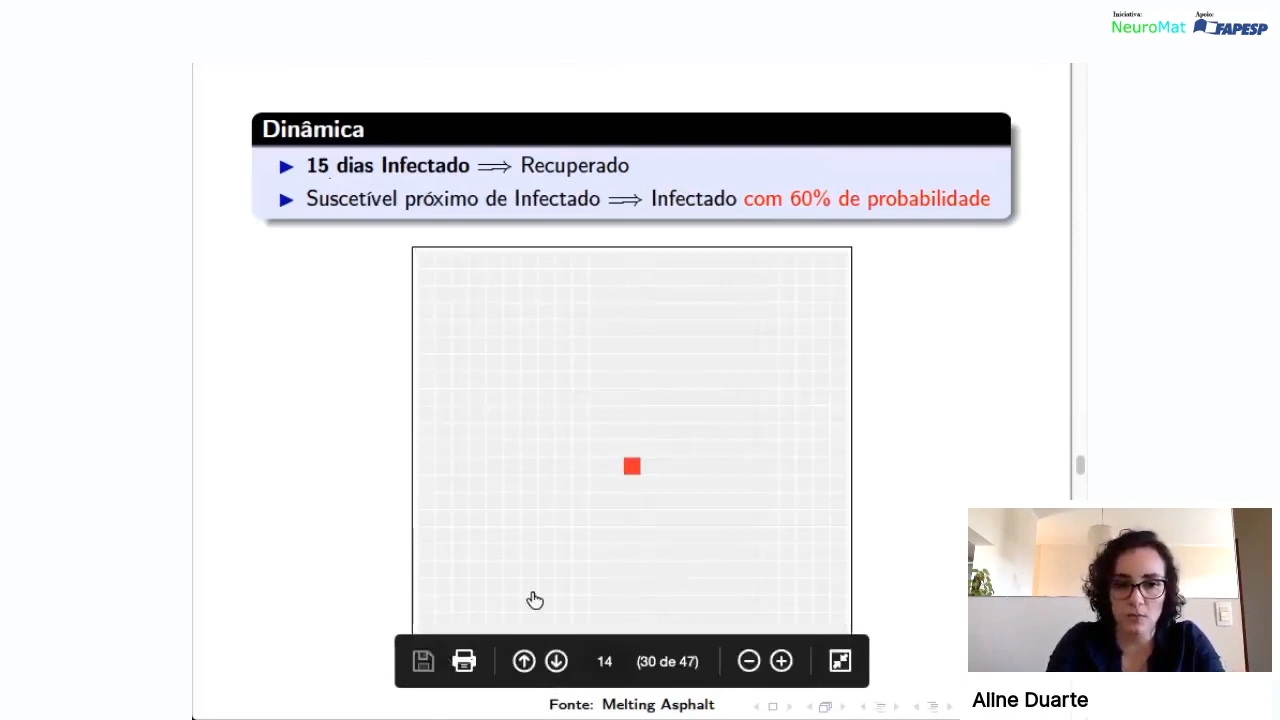 Iniciativa: Apoio:
NeuroMat FAPESP
Dinâmica
15 dias Infectado ⟹ Recuperado
Suscetível próximo de Infectado ⟹ Infectado com 60% de probabilidade
14 (30 de 47)
Fonte: Melting Asphalt
Aline Duarte